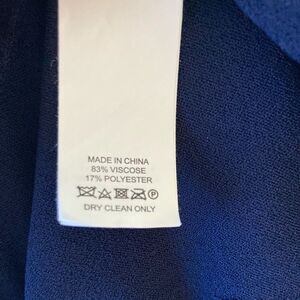 MADE IN CHINA
83% VISCOSE
17% POLYESTER
DRY CLEAN ONLY